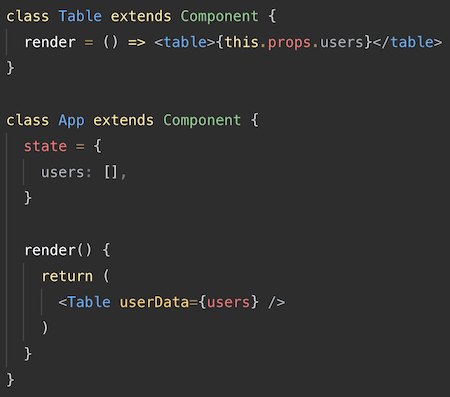 class Table extends Component {
render = () => <table>{this.props.users}</table>
}
class App extends Component {
state = {
users: [],
}
render() {
return (
<Table userData={users} />
)
}
}